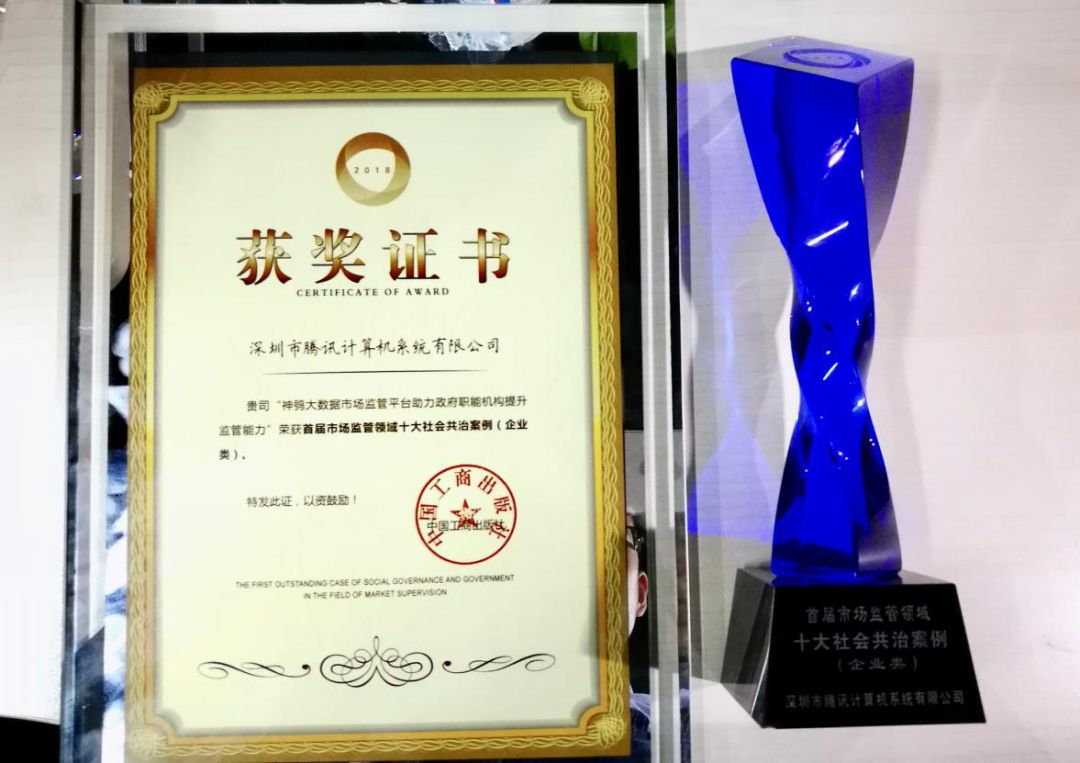 2018
获奖证书
CERTIFICATE OF AWARD
深圳市腾讯计算机系统有限公司
贵司“神鸮大数据市场监管平台助力政府职能机构提升
监管能力”荣获首届市场监管领域十大社会共治案例（企业
类）。
特发此证，以资鼓励！
中国工商出版社
中国工商出版社
THE FIRST OUTSTANDING CASE OF SOCIAL GOVERNANCE AND GOVERNMENT
IN THE FIELD OF MARKET SUPERVISION
首届市场监管领域
十大社会共治案例
（企业类）
深圳市腾讯计算机系统有限公司